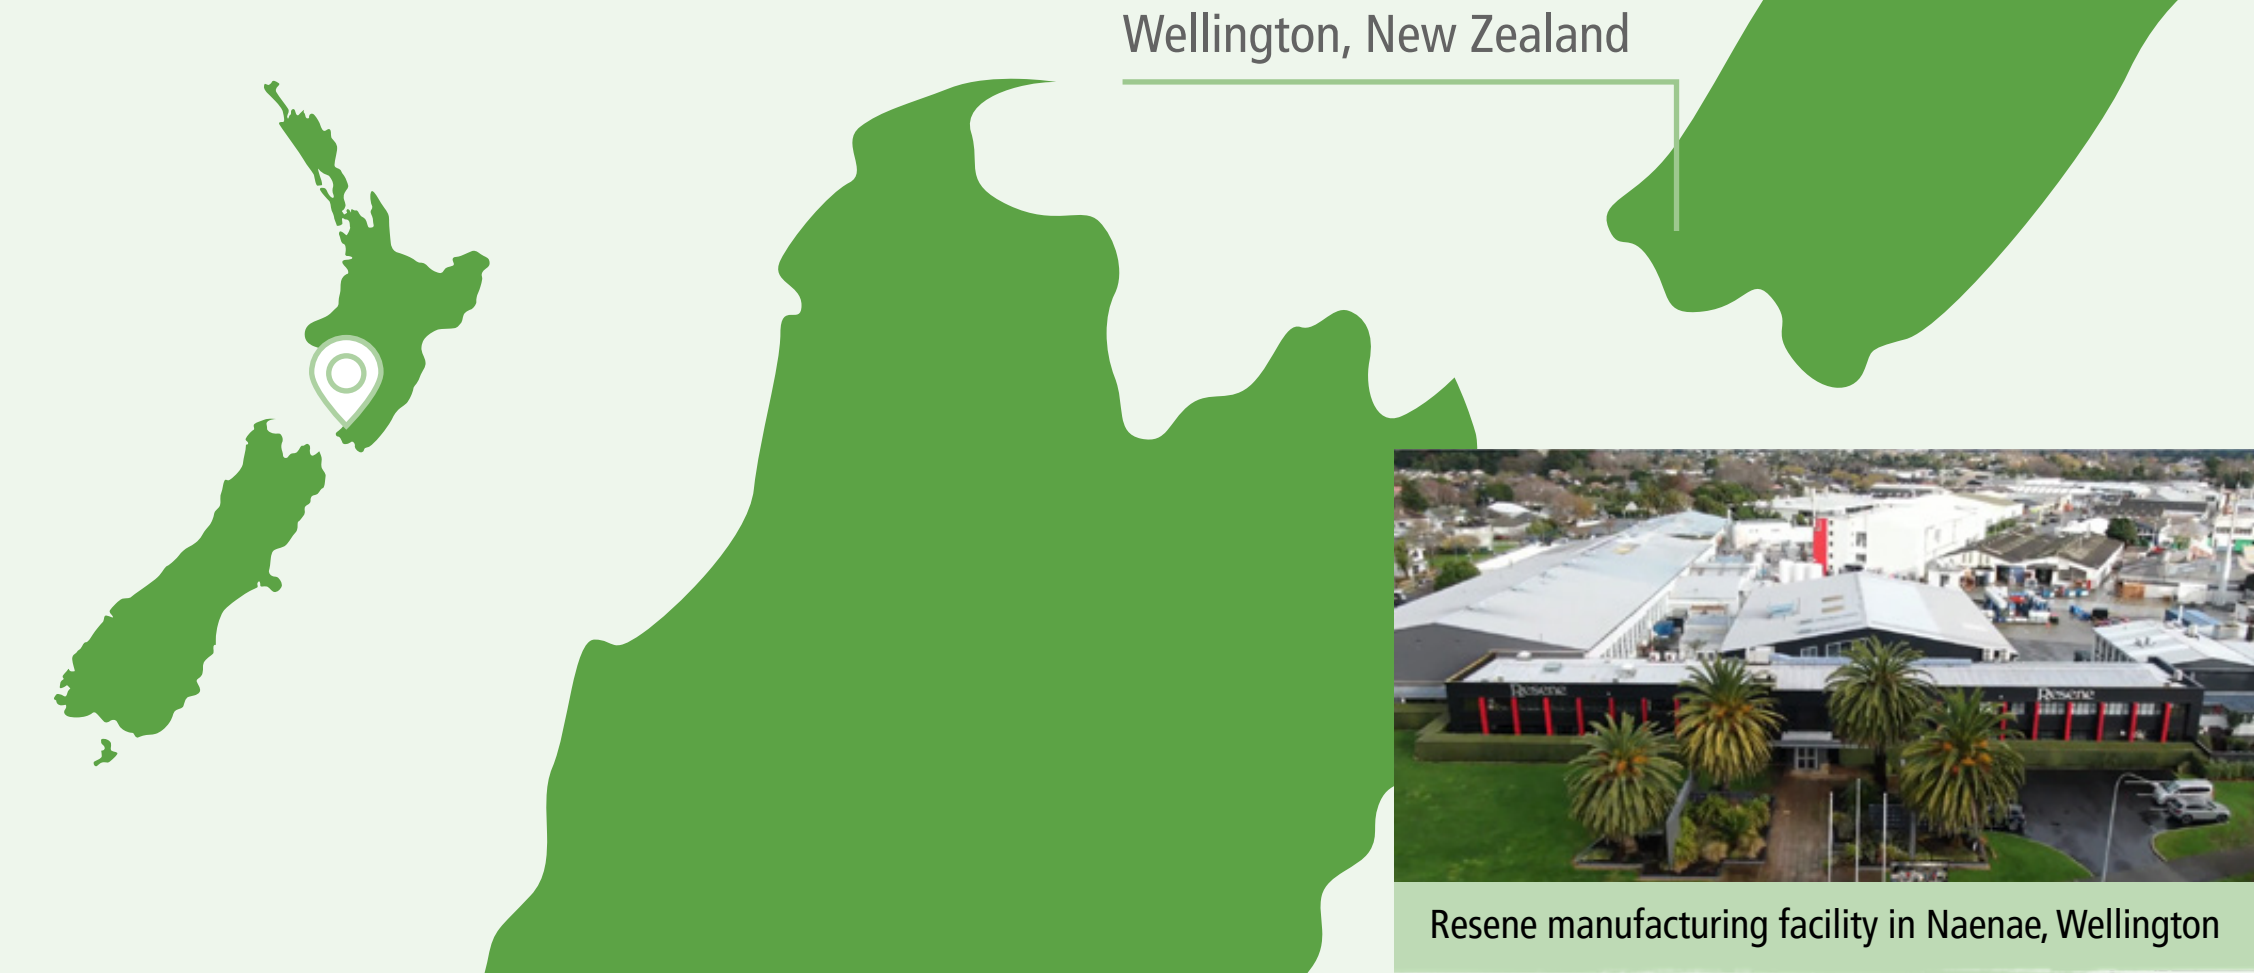 Wellington, New Zealand
Resene
Resene
Resene manufacturing facility in Naenae, Wellington